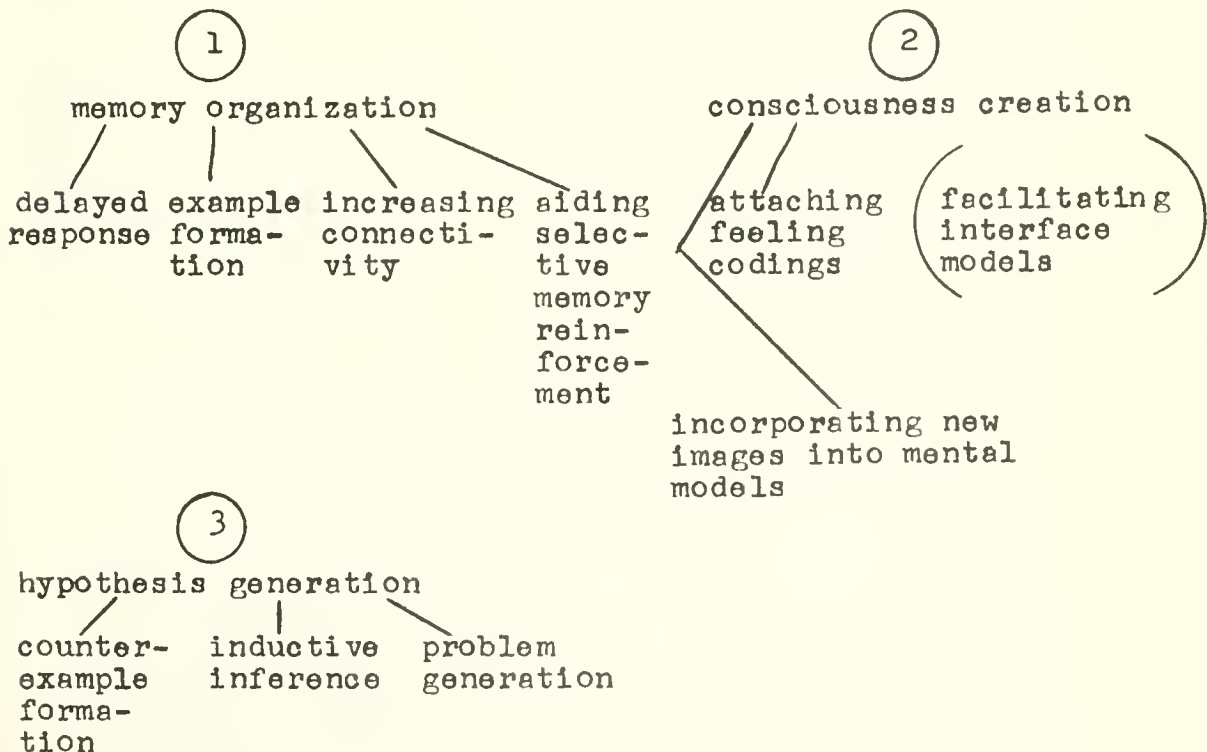 1
memory organization
delayed
response
example
forma-
tion
increasing
connecti-
vity
aiding
selec-
tive
memory
rein-
force-
ment
2
consciousness creation
attaching
feeling
codings
facilitating
interface
models
incorporating new
images into mental
models
3
hypothesis generation
counter-
example
forma-
tion
inductive
inference
problem
generation